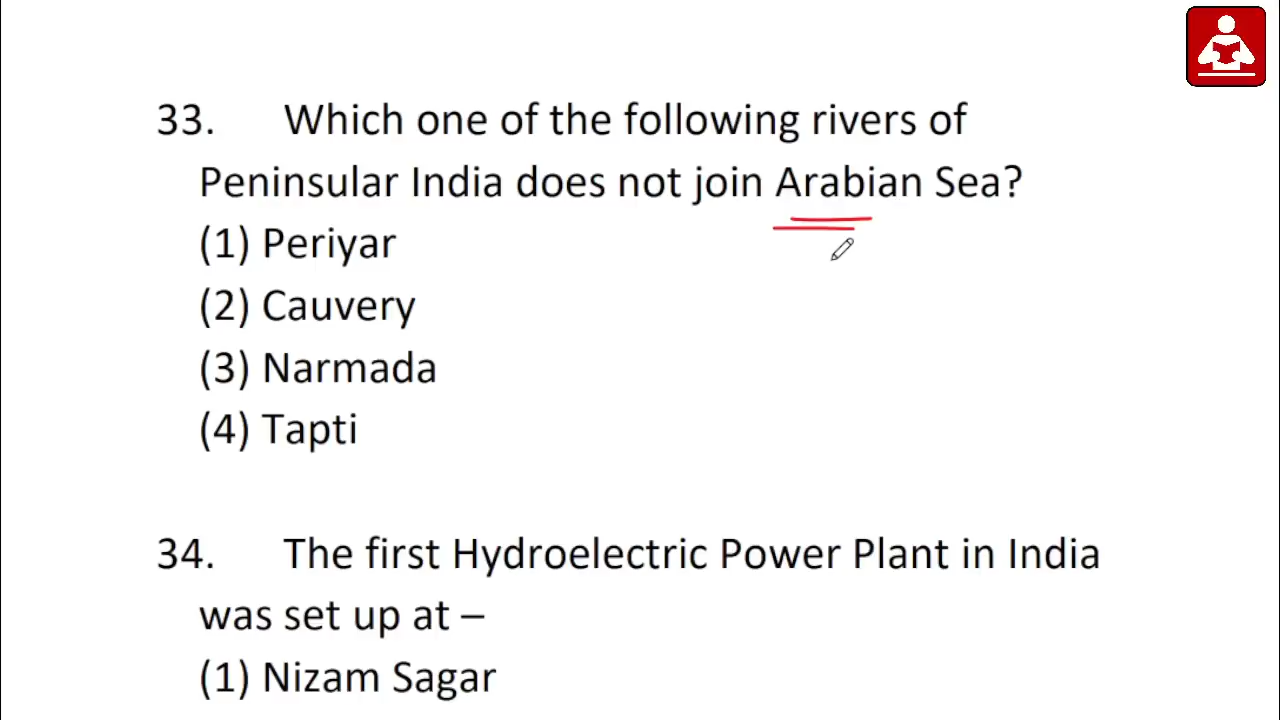 33. Which one of the following rivers of
Peninsular India does not join Arabian Sea?
(1) Periyar
(2) Cauvery
(3) Narmada
(4) Tapti
34. The first Hydroelectric Power Plant in India
was set up at –
(1) Nizam Sagar